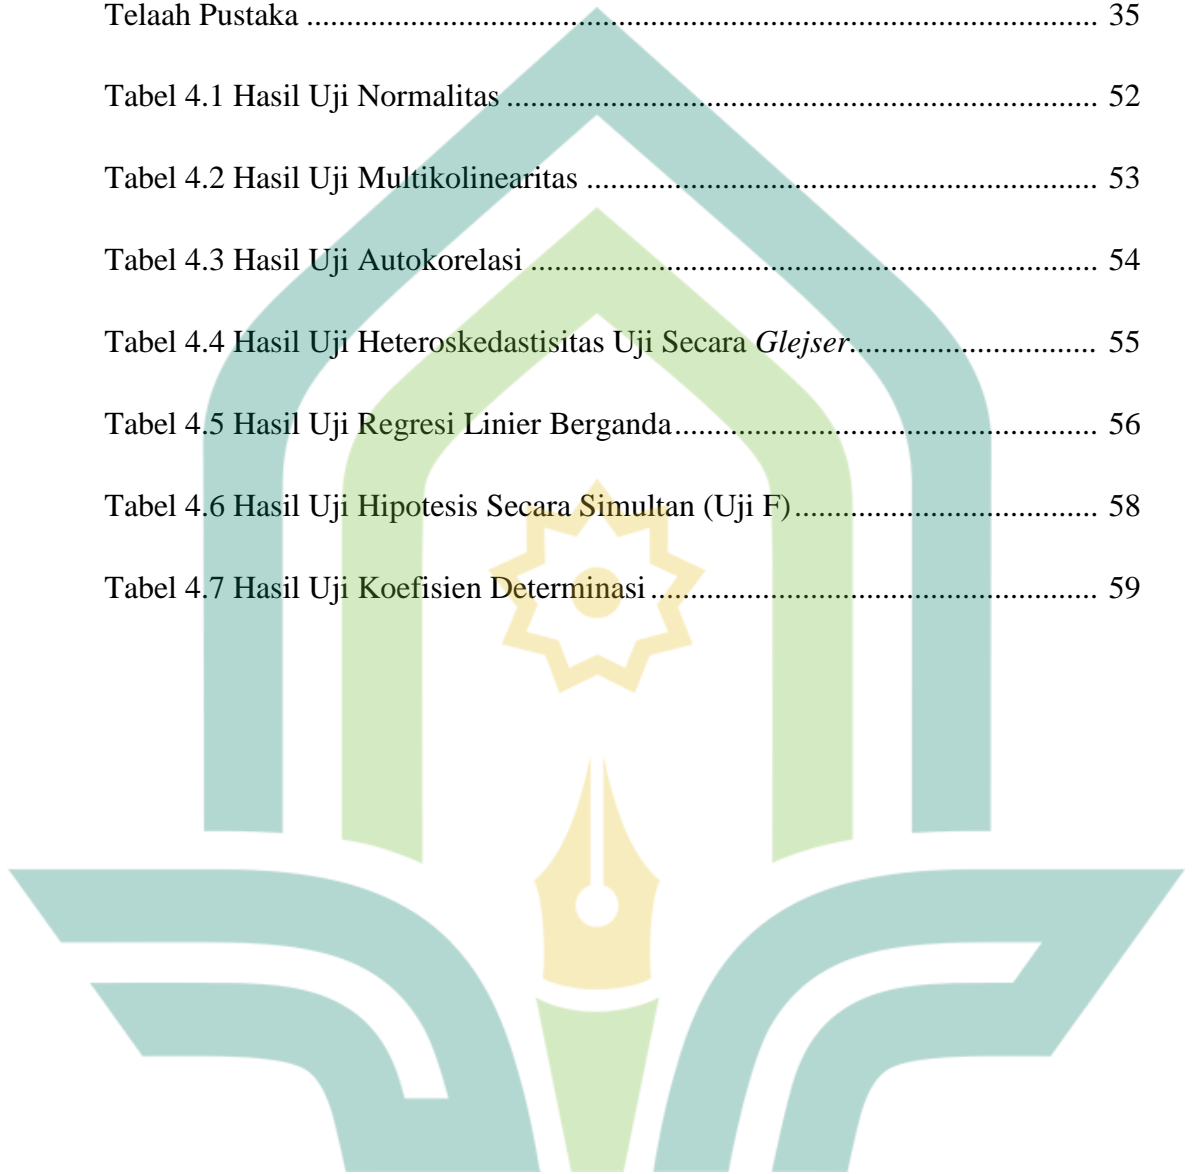 Telaah Pustaka .................................................................................................. 35
Tabel 4.1 Hasil Uji Normalitas ......................................................................... 52
Tabel 4.2 Hasil Uji Multikolinearitas ............................................................... 53
Tabel 4.3 Hasil Uji Autokorelasi ...................................................................... 54
Tabel 4.4 Hasil Uji Heteroskedastisitas Uji Secara Glejser.............................. 55
Tabel 4.5 Hasil Uji Regresi Linier Berganda.................................................... 56
Tabel 4.6 Hasil Uji Hipotesis Secara Simultan (Uji F)..................................... 58
Tabel 4.7 Hasil Uji Koefisien Determinasi ....................................................... 59